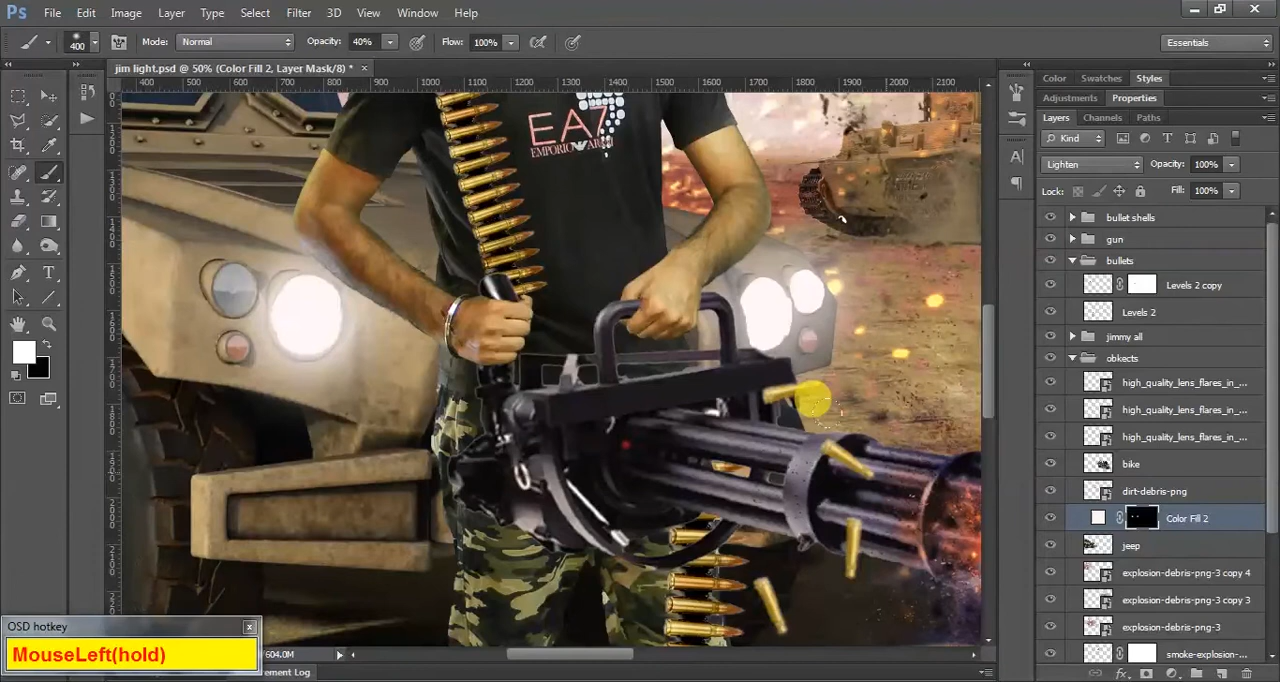 Ps File Edit Image Layer Type Select Filter 3D View Window Help
400 Mode: Normal Opacity: 40% Flow: 100% Essentials
jim light.psd @ 50% (Color Fill 2, Layer Mask/8) * ×
400 500 600 700 800 900 1000 1100 1200 1300 1400 1500 1600 1700 1800 1900 2000 2100
Color Swatches Styles
Adjustments Properties
Layers Channels Paths
Kind
Lighten Opacity: 100%
Lock: Fill: 100%
bullet shells
gun
bullets
Levels 2 copy
Levels 2
jimmy all
obkects
high_quality_lens_flares_in_...
high_quality_lens_flares_in_...
high_quality_lens_flares_in_...
bike
dirt-debris-png
Color Fill 2
jeep
explosion-debris-png-3 copy 4
explosion-debris-png-3 copy 3
explosion-debris-png-3
smoke-explosion-...
EA7
EMPORIO ARM
OSD hotkey x
MouseLeft(hold)
/604.0M
ement Log